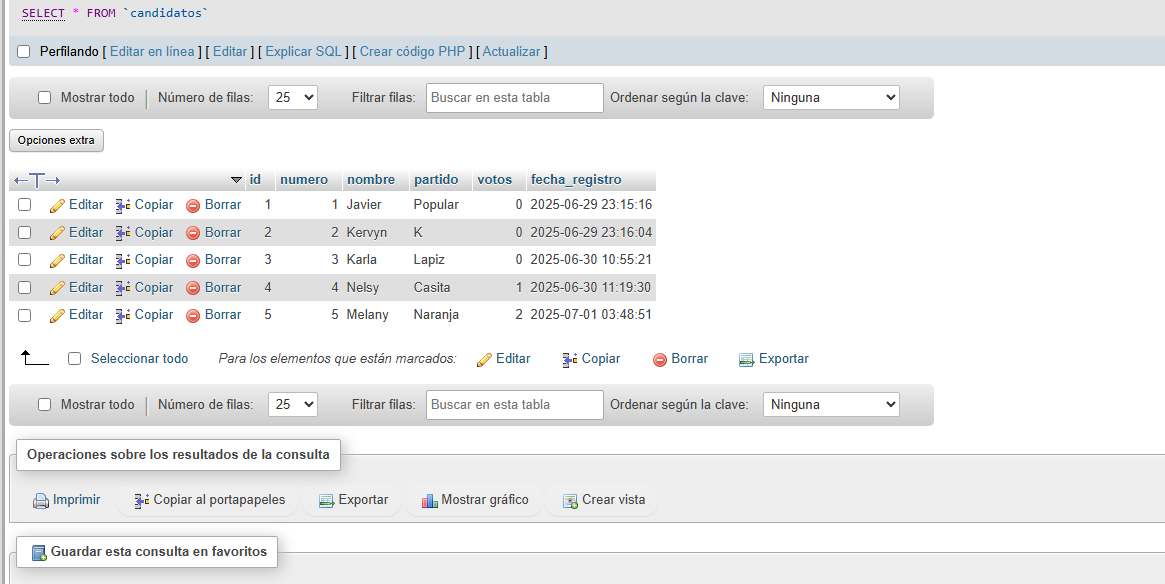 SELECT * FROM `candidatos`
Perfilando [ Editar en línea ] [ Editar ] [ Explicar SQL ] [ Crear código PHP ] [ Actualizar ]
Mostrar todo | Número de filas: 25 Filtrar filas: Buscar en esta tabla Ordenar según la clave: Ninguna
Opciones extra
←T→ id numero nombre partido votos fecha_registro
Editar Copiar Borrar 1 1 Javier Popular 0 2025-06-29 23:15:16
Editar Copiar Borrar 2 2 Kervyn K 0 2025-06-29 23:16:04
Editar Copiar Borrar 3 3 Karla Lapiz 0 2025-06-30 10:55:21
Editar Copiar Borrar 4 4 Nelsy Casita 1 2025-06-30 11:19:30
Editar Copiar Borrar 5 5 Melany Naranja 2 2025-07-01 03:48:51
Seleccionar todo Para los elementos que están marcados: Editar Copiar Borrar Exportar
Mostrar todo | Número de filas: 25 Filtrar filas: Buscar en esta tabla Ordenar según la clave: Ninguna
Operaciones sobre los resultados de la consulta
Imprimir Copiar al portapapeles Exportar Mostrar gráfico Crear vista
Guardar esta consulta en favoritos